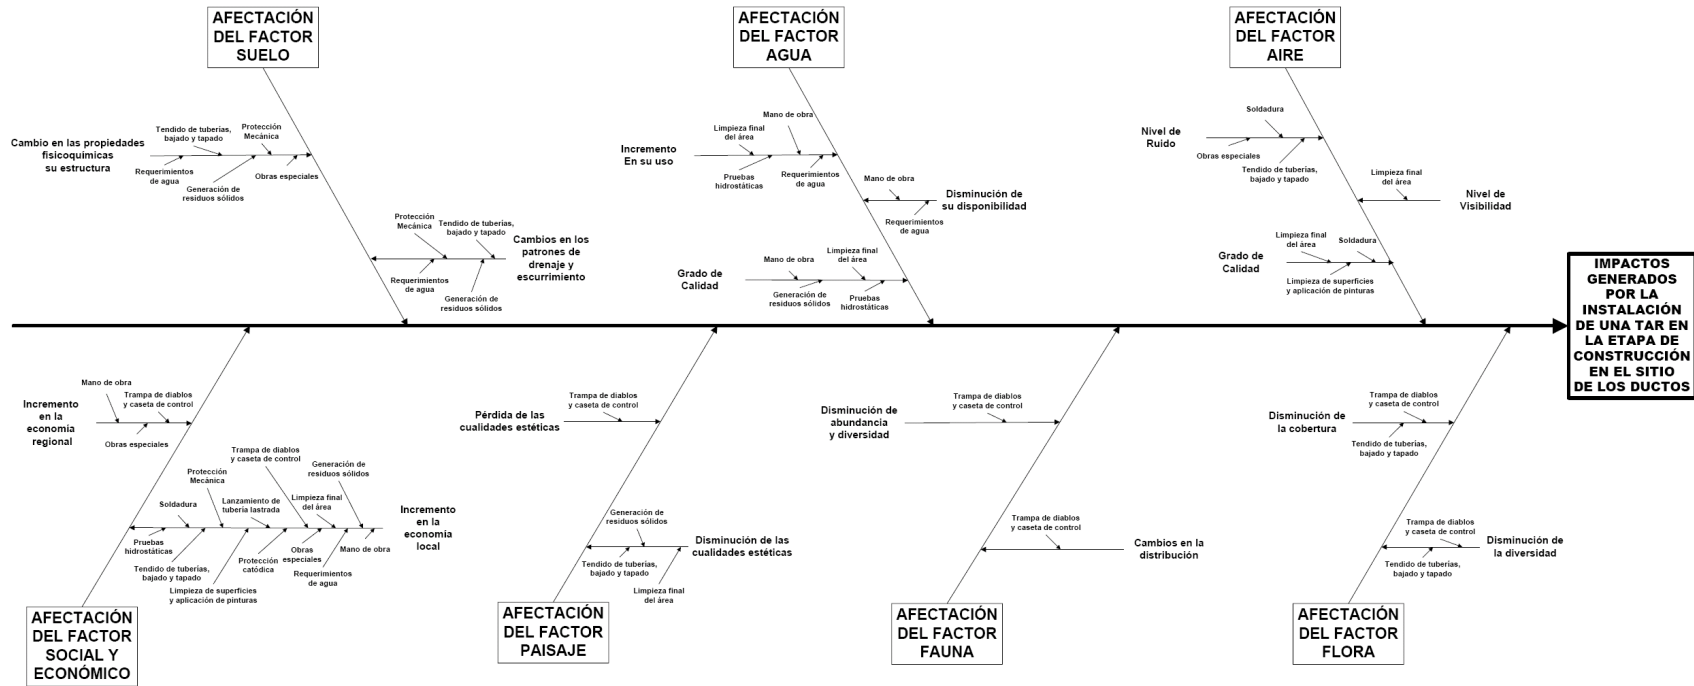 AFECTACIÓN
DEL FACTOR
SUELO
AFECTACIÓN
DEL FACTOR
AGUA
AFECTACIÓN
DEL FACTOR
AIRE
Cambio en las propiedades
fisicoquímicas
su estructura
Tendido de tuberías,
bajado y tapado
Protección
Mecánica
Requerimientos
de agua
Generación de
residuos sólidos
Obras especiales
Protección
Mecánica
Tendido de tuberías,
bajado y tapado
Requerimientos
de agua
Generación de
residuos sólidos
Cambios en los
patrones de
drenaje y
escurrimiento
Incremento
En su uso
Limpieza final
del área
Mano de obra
Pruebas
hidrostáticas
Requerimientos
de agua
Mano de obra
Requerimientos
de agua
Disminución de
su disponibilidad
Grado de
Calidad
Mano de obra
Limpieza final
del área
Generación de
residuos sólidos
Pruebas
hidrostáticas
Nivel de
Ruido
Soldadura
Obras especiales
Tendido de tuberías,
bajado y tapado
Limpieza final
del área
Nivel de
Visibilidad
Grado de
Calidad
Limpieza final
del área
Soldadura
Limpieza de superficies
y aplicación de pinturas
IMPACTOS
GENERADOS
POR LA
INSTALACIÓN
DE UNA TAR EN
LA ETAPA DE
CONSTRUCCIÓN
EN EL SITIO
DE LOS DUCTOS
Incremento
en la
economía
regional
Mano de obra
Trampa de diablos
y caseta de control
Obras especiales
Soldadura
Protección
Mecánica
Lanzamiento de
tubería lastrada
Trampa de diablos
y caseta de control
Limpieza final
del área
Generación de
residuos sólidos
Pruebas
hidrostáticas
Tendido de tuberías,
bajado y tapado
Limpieza de superficies
y aplicación de pinturas
Protección
catódica
Obras
especiales
Requerimientos
de agua
Mano de obra
Incremento
en la
economía
local
Pérdida de las
cualidades estéticas
Trampa de diablos
y caseta de control
Generación de
residuos sólidos
Tendido de tuberías,
bajado y tapado
Limpieza final
del área
Disminución de las
cualidades estéticas
Disminución de
abundancia
y diversidad
Trampa de diablos
y caseta de control
Trampa de diablos
y caseta de control
Cambios en la
distribución
Disminución de
la cobertura
Trampa de diablos
y caseta de control
Tendido de tuberías,
bajado y tapado
Trampa de diablos
y caseta de control
Tendido de tuberías,
bajado y tapado
Disminución de
la diversidad
AFECTACIÓN
DEL FACTOR
SOCIAL Y
ECONÓMICO
AFECTACIÓN
DEL FACTOR
PAISAJE
AFECTACIÓN
DEL FACTOR
FAUNA
AFECTACIÓN
DEL FACTOR
FLORA